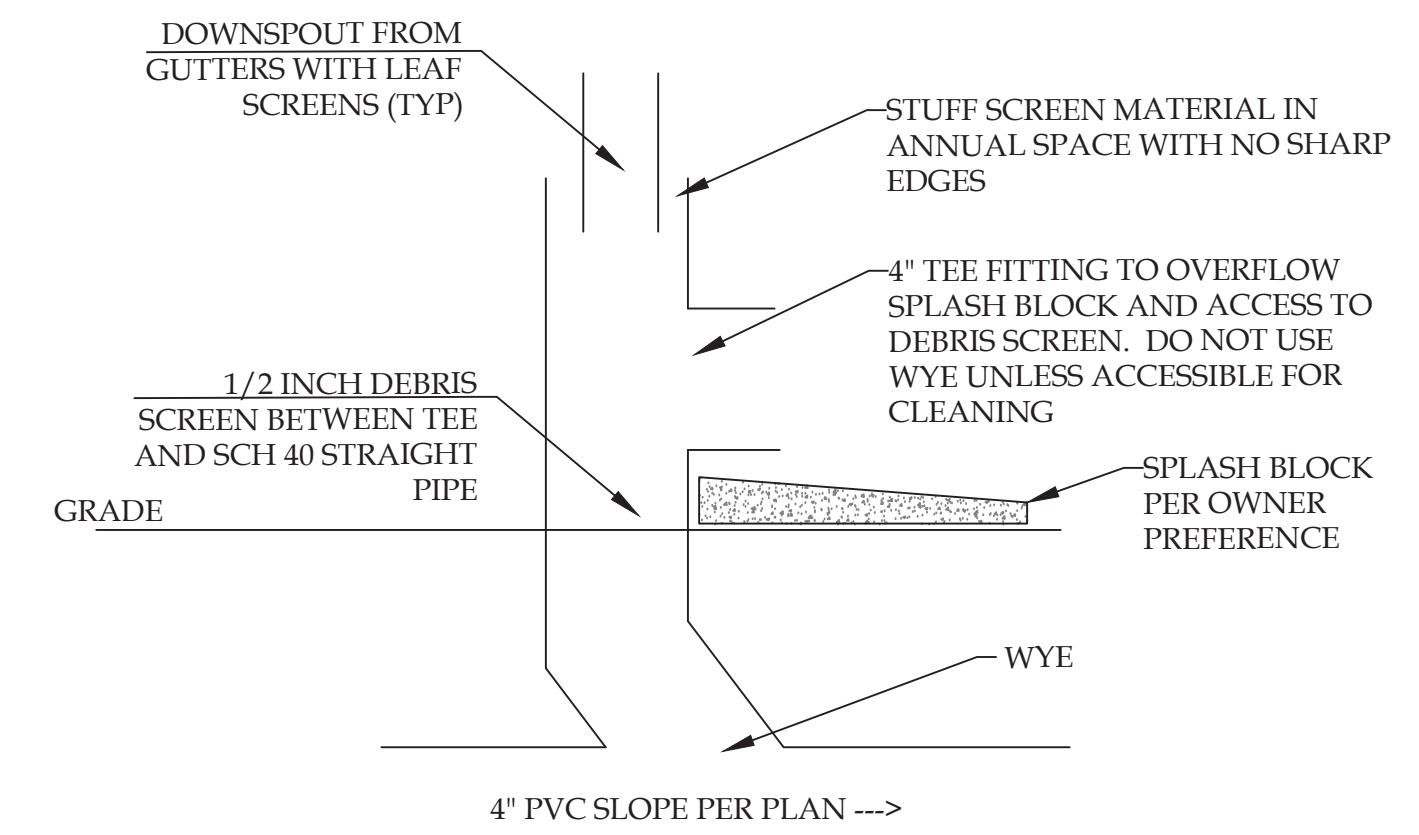 DOWNSPOUT FROM
GUTTERS WITH LEAF
SCREENS (TYP)
STUFF SCREEN MATERIAL IN
ANNUAL SPACE WITH NO SHARP
EDGES
4" TEE FITTING TO OVERFLOW
SPLASH BLOCK AND ACCESS TO
DEBRIS SCREEN. DO NOT USE
WYE UNLESS ACCESSIBLE FOR
CLEANING
1/2 INCH DEBRIS
SCREEN BETWEEN TEE
AND SCH 40 STRAIGHT
PIPE
GRADE
SPLASH BLOCK
PER OWNER
PREFERENCE
WYE
4" PVC SLOPE PER PLAN --->